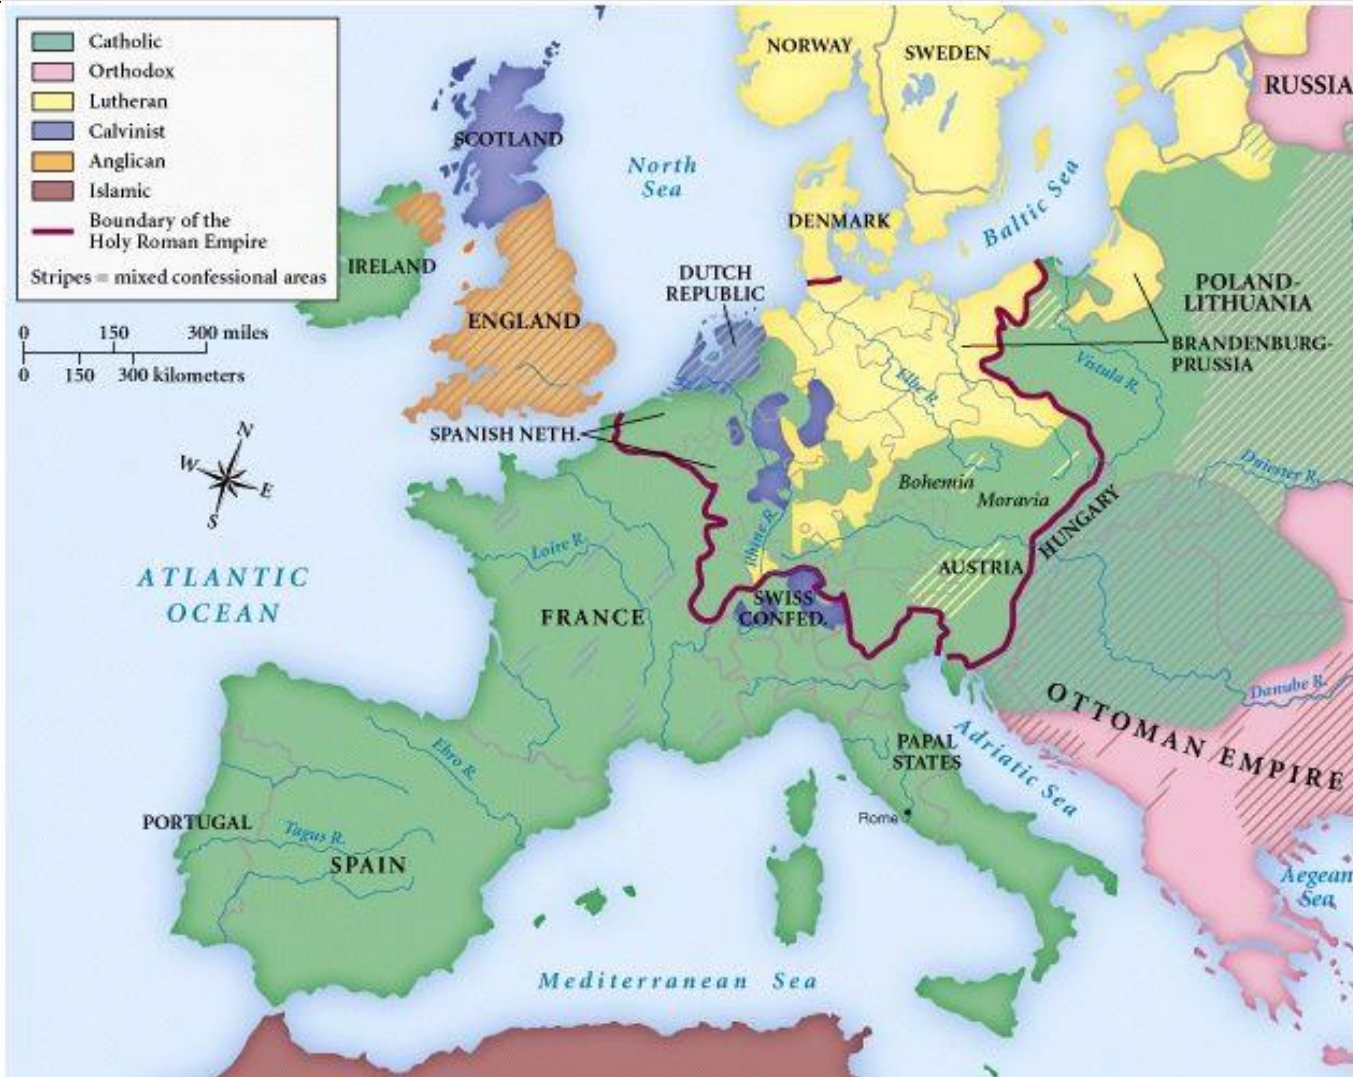 Catholic
Orthodox
Lutheran
Calvinist
Anglican
Islamic
Boundary of the
Holy Roman Empire
Stripes = mixed confessional areas
0 150 300 miles
0 150 300 kilometers
N
W
E
S
NORWAY
SWEDEN
RUSSIA
SCOTLAND
North
Sea
Baltic Sea
DENMARK
IRELAND
DUTCH
REPUBLIC
POLAND-
LITHUANIA
ENGLAND
BRANDENBURG-
PRUSSIA
Elbe R.
Vistula R.
SPANISH NETH.
Dniester R.
Bohemia
Moravia
HUNGARY
Rhine R.
Loire R.
AUSTRIA
ATLANTIC
OCEAN
SWISS
CONFED.
FRANCE
Danube R.
OTTOMAN EMPIRE
Adriatic Sea
Ebro R.
PAPAL
STATES
Rome
PORTUGAL
Tagus R.
SPAIN
Aegean
Sea
Mediterranean Sea